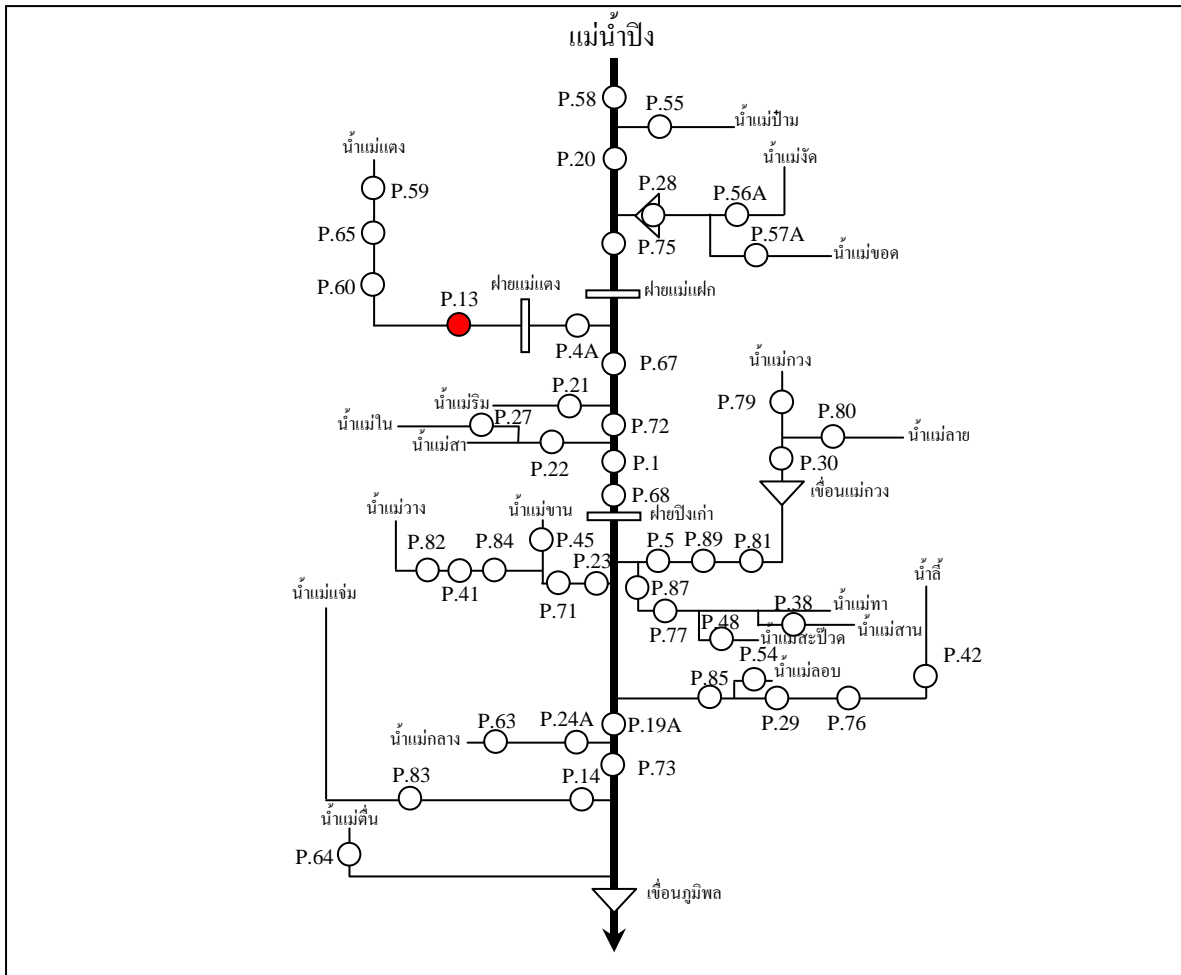 แม่น้ำปิง
P.58
P.55
น้ำแม่ป๋าม
น้ำแม่แตง
P.20
น้ำแม่งัด
P.59
P.28
P.56A
P.65
P.75
P.57A
น้ำแม่ขอด
P.60
ฝายแม่แตง
ฝายแม่แฝก
P.13
P.4A
P.67
น้ำแม่กวง
P.21
P.79
น้ำแม่ริม
P.27
P.80
น้ำแม่ใน
P.72
น้ำแม่ลาย
น้ำแม่สา
P.22
P.1
P.30
P.68
เขื่อนแม่กวง
น้ำแม่วาง
น้ำแม่ขาน
ฝายปิงเก่า
P.82
P.84
P.45
P.5
P.89
P.81
P.23
น้ำลี้
P.41
P.71
P.87
น้ำแม่แจ่ม
P.38
น้ำแม่ทา
P.77
P.48
น้ำแม่สาน
น้ำแม่สะป๊วด
P.54
P.42
P.85
น้ำแม่ลอบ
P.29
P.76
P.63
P.24A
P.19A
น้ำแม่กลาง
P.73
P.83
P.14
น้ำแม่ตื่น
P.64
เขื่อนภูมิพล